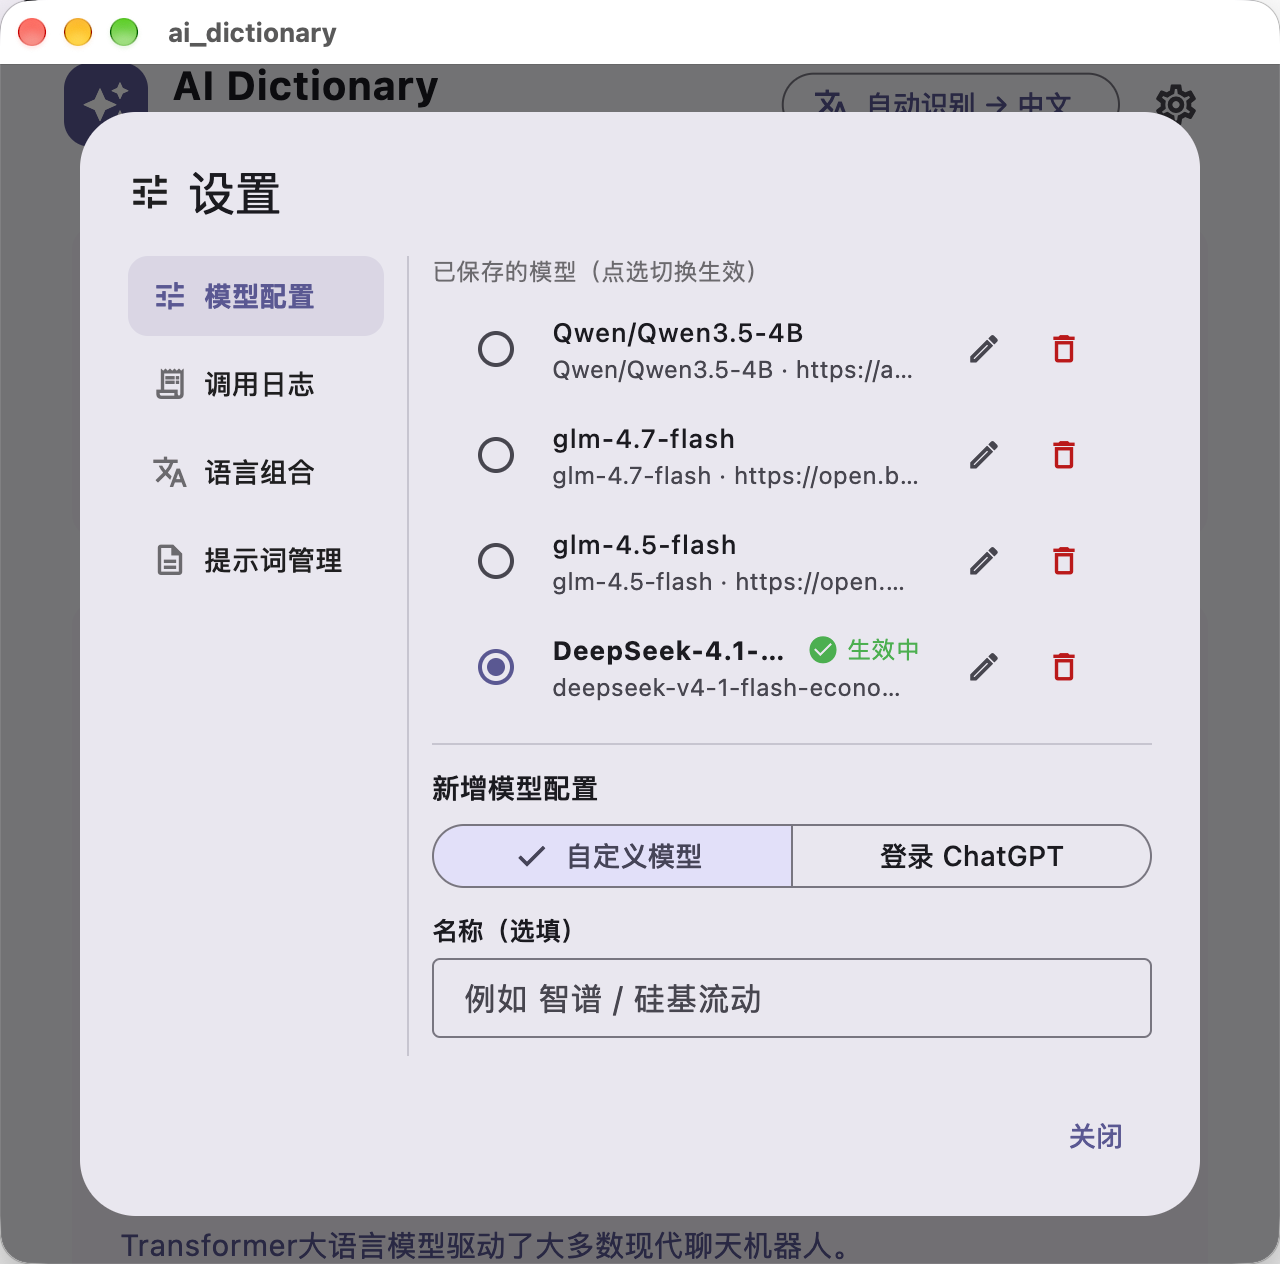 ai_dictionary
AI Dictionary
自动识别 → 中文
设置
模型配置
调用日志
语言组合
提示词管理
已保存的模型（点选切换生效）
Qwen/Qwen3.5-4B
Qwen/Qwen3.5-4B · https://a...
glm-4.7-flash
glm-4.7-flash · https://open.b...
glm-4.5-flash
glm-4.5-flash · https://open....
DeepSeek-4.1-... 生效中
deepseek-v4-1-flash-econo...
新增模型配置
自定义模型
登录 ChatGPT
名称（选填）
例如 智谱 / 硅基流动
关闭
Transformer大语言模型驱动了大多数现代聊天机器人。